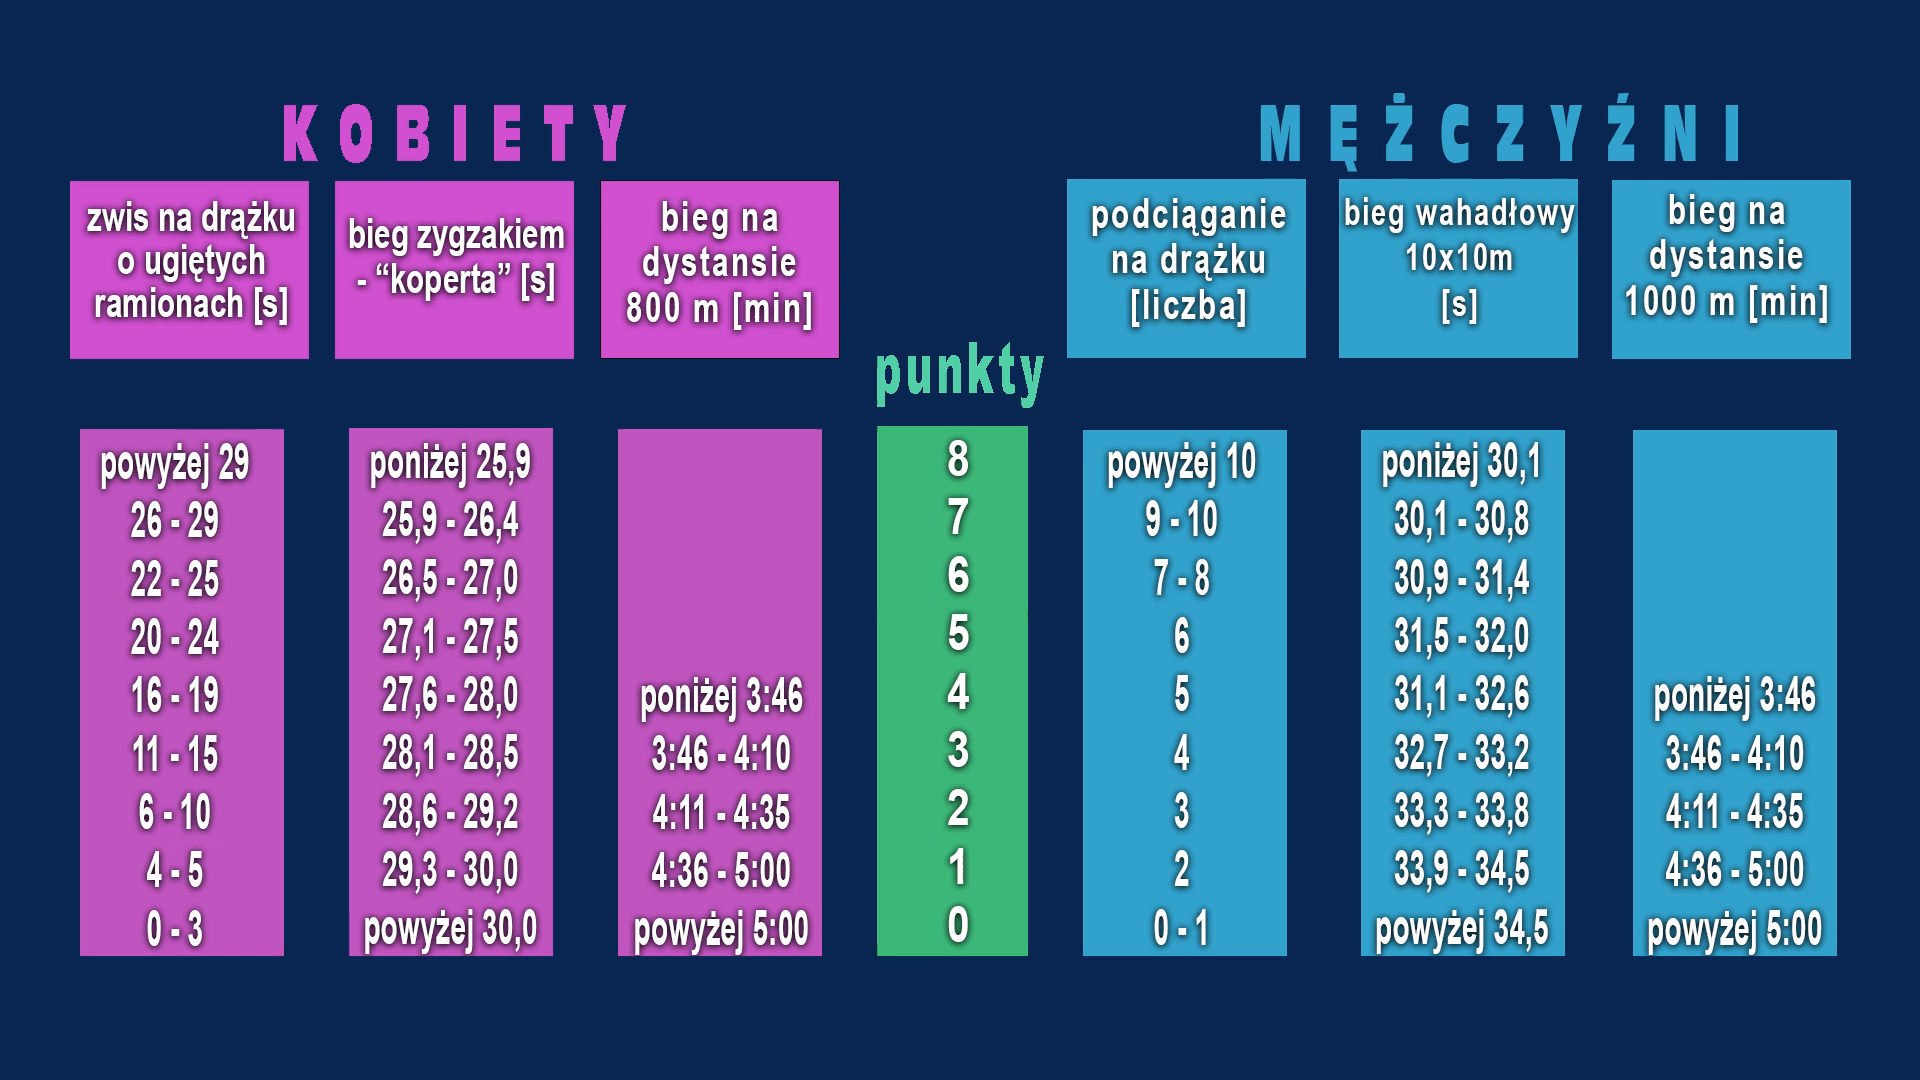 KOBIETY
MĘŻCZYŹNI
zwis na drążku
o ugiętych
ramionach [s]
bieg zygzakiem
- “koperta” [s]
bieg na
dystansie
800 m [min]
podciąganie
na drążku
[liczba]
bieg wahadłowy
10x10m
[s]
bieg na
dystansie
1000 m [min]
punkty
powyżej 29 poniżej 25,9 8 powyżej 10 poniżej 30,1
26 - 29 25,9 - 26,4 7 9 - 10 30,1 - 30,8
22 - 25 26,5 - 27,0 6 7 - 8 30,9 - 31,4
20 - 24 27,1 - 27,5 5 6 31,5 - 32,0
16 - 19 27,6 - 28,0 poniżej 3:46 4 5 31,1 - 32,6 poniżej 3:46
11 - 15 28,1 - 28,5 3:46 - 4:10 3 4 32,7 - 33,2 3:46 - 4:10
6 - 10 28,6 - 29,2 4:11 - 4:35 2 3 33,3 - 33,8 4:11 - 4:35
4 - 5 29,3 - 30,0 4:36 - 5:00 1 2 33,9 - 34,5 4:36 - 5:00
0 - 3 powyżej 30,0 powyżej 5:00 0 0 - 1 powyżej 34,5 powyżej 5:00